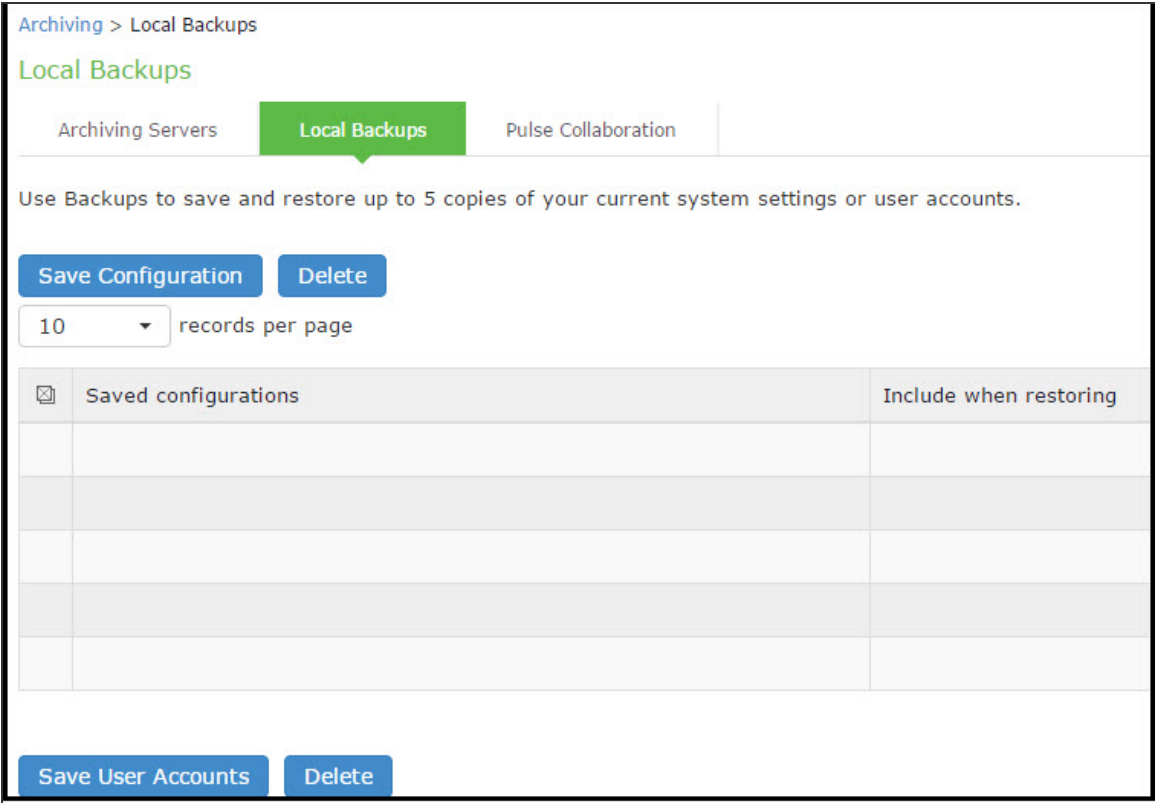 Archiving > Local Backups
Local Backups
Archiving Servers Local Backups Pulse Collaboration
Use Backups to save and restore up to 5 copies of your current system settings or user accounts.
Save Configuration Delete
10 records per page
Saved configurations Include when restoring
Save User Accounts Delete